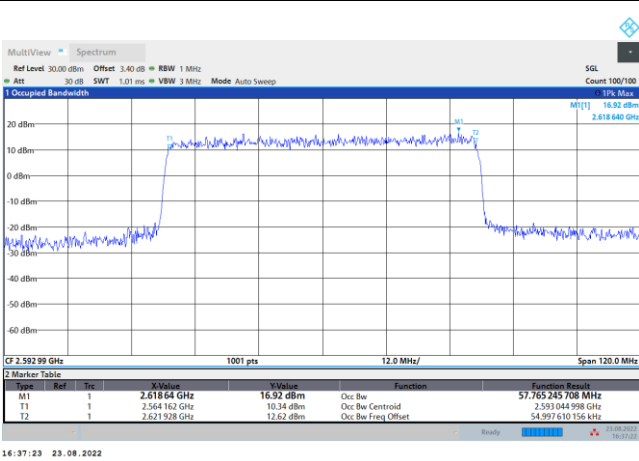 MultiView Spectrum
Ref Level 30.00 dBm Offset 3.40 dB RBW 1 MHz SGL
Att 30 dB SWT 1.01 ms VBW 3 MHz Mode Auto Sweep Count 100/100
1 Occupied Bandwidth 1Pk Max
M1[1] 16.92 dBm
2.618 640 GHz
M1
T1 T2
20 dBm
10 dBm
0 dBm
-10 dBm
-20 dBm
-30 dBm
-40 dBm
-50 dBm
-60 dBm
CF 2.592 99 GHz 1001 pts 12.0 MHz/ Span 120.0 MHz
2 Marker Table
Type Ref Trc X-Value Y-Value Function Function Result
M1 1 2.618 64 GHz 16.92 dBm Occ Bw 57.765 245 708 MHz
T1 1 2.564 162 GHz 10.34 dBm Occ Bw Centroid 2.593 044 998 GHz
T2 1 2.621 928 GHz 12.62 dBm Occ Bw Freq Offset 54.997 610 156 kHz
Ready 23.08.2022
16:37:22
16:37:23 23.08.2022